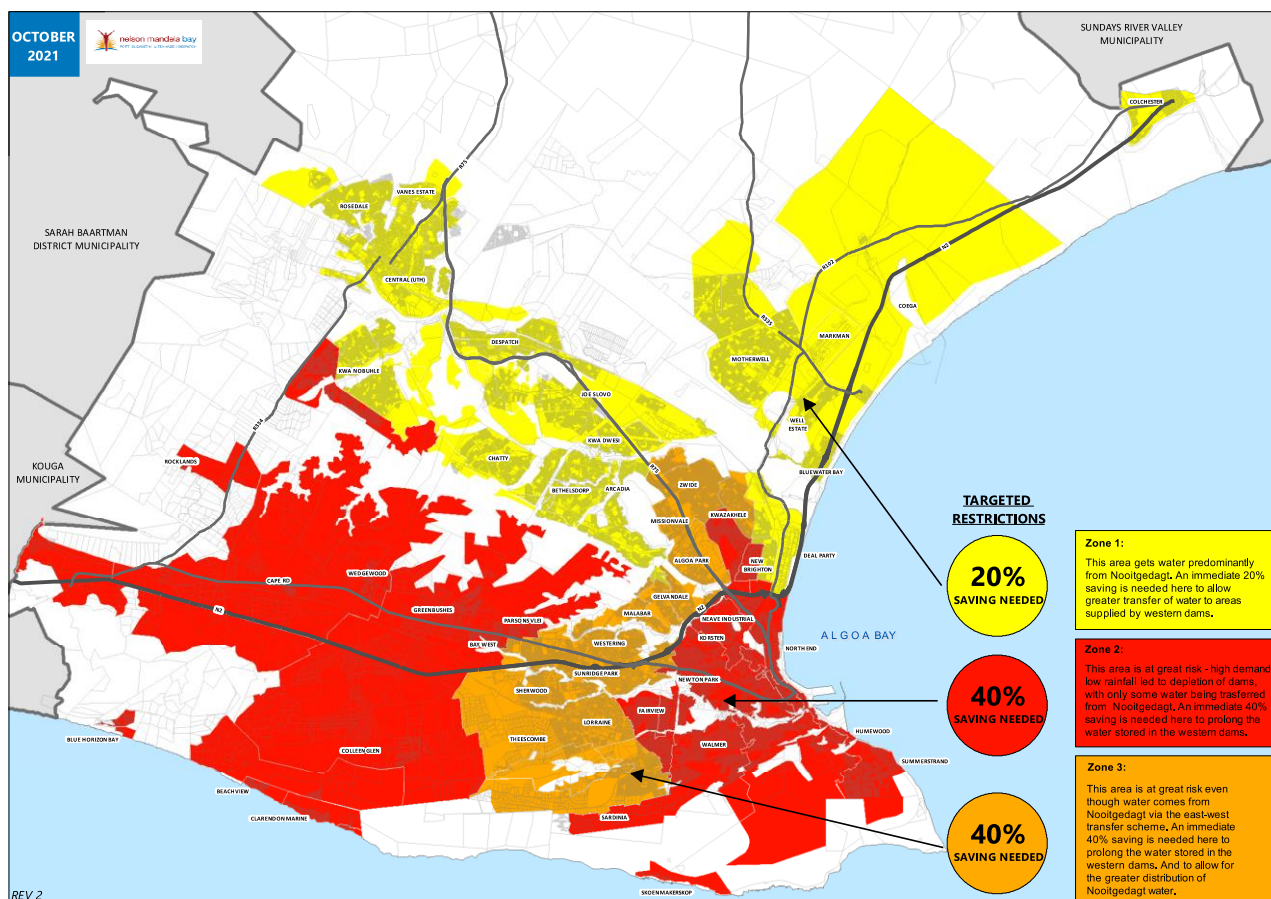 OCTOBER
2021
nelson mandela bay
SUNDAYS RIVER VALLEY
MUNICIPALITY
COLCHESTER
R75
VANES ESTATE
ROSEDALE
SARAH BAARTMAN
DISTRICT MUNICIPALITY
CENTRAL (UTH)
N2
R102
COEGA
R335
MARKMAN
DESPATCH
MOTHERWELL
KWA NOBUHLE
JOE SLOVO
WELL
ESTATE
R334
KWA DWESI
KOUGA
MUNICIPALITY
ROCKLANDS
CHATTY
R75
BLUEWATER BAY
BETHELSDORP
ARCADIA
ZWIDE
KWAZAKHELE
MISSIONVALE
DEAL PARTY
ALGOA PARK
NEW
BRIGHTON
WEDGEWOOD
CAPE RD
GELVANDALE
N2
GREENBUSHES
MALABAR
N2
PARSONS VLEI
NEAVE INDUSTRIAL
KORSTEN
ALGOA BAY
BAY WEST
WESTERING
NORTH END
SUNRIDGE PARK
NEWTON PARK
SHERWOOD
FAIRVIEW
LORRAINE
HUMEWOOD
THEESCOMBE
BLUE HORIZON BAY
COLLEEN GLEN
WALMER
SUMMERSTRAND
BEACHVIEW
CLARENDON MARINE
SARDINIA
SKOENMAKERSKOP
TARGETED
RESTRICTIONS
20%
SAVING NEEDED
Zone 1:
This area gets water predominantly
from Nooitgedagt. An immediate 20%
saving is needed here to allow
greater transfer of water to areas
supplied by western dams.
40%
SAVING NEEDED
Zone 2:
This area is at great risk - high demand
low rainfall led to depletion of dams,
with only some water being trasferred
from Nooitgedagt. An immediate 40%
saving is needed here to prolong the
water stored in the western dams.
40%
SAVING NEEDED
Zone 3:
This area is at great risk even
though water comes from
Nooitgedagt via the east-west
transfer scheme. An immediate
40% saving is needed here to
prolong the water stored in the
western dams. And to allow for
the greater distribution of
Nooitgedagt water.
REV 2